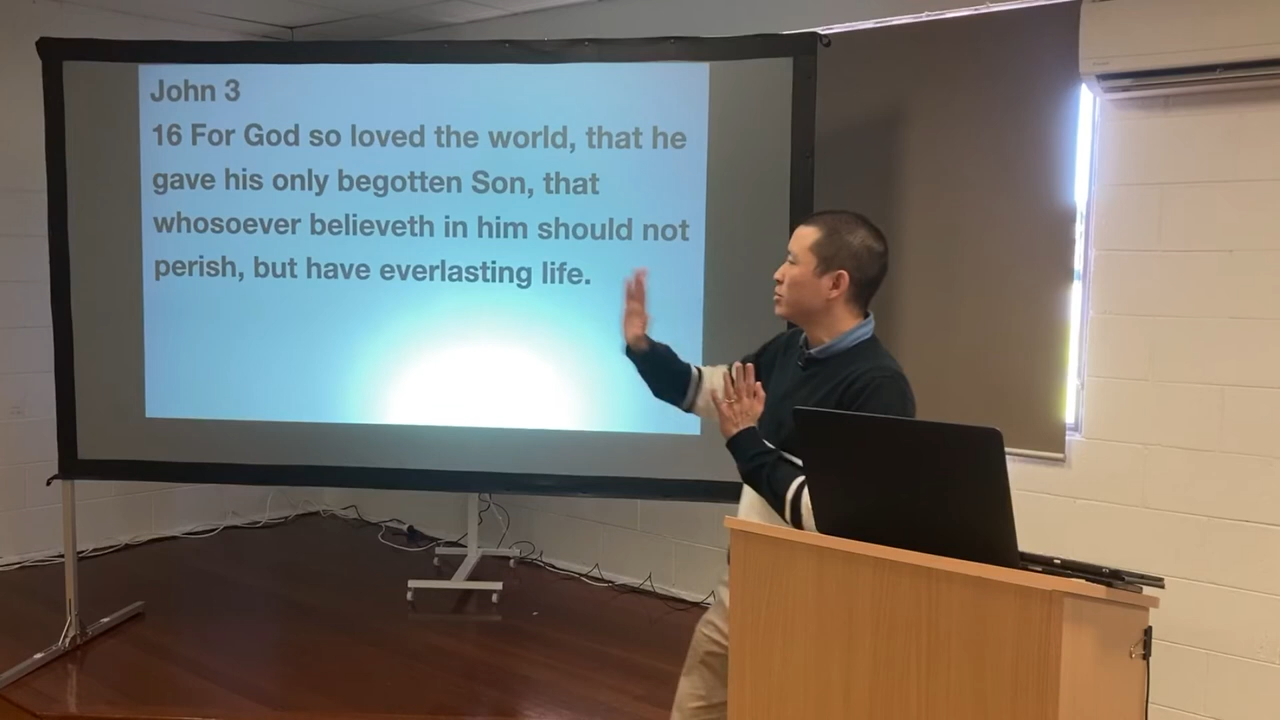 John 3
16 For God so loved the world, that he
gave his only begotten Son, that
whosoever believeth in him should not
perish, but have everlasting life.